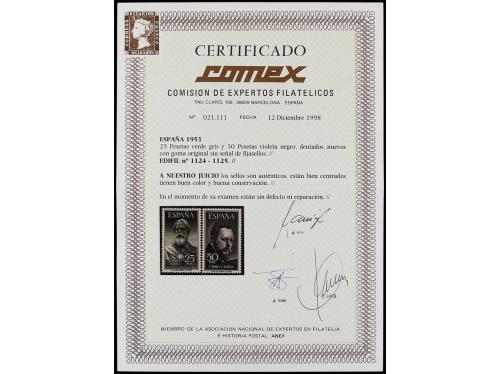 CERTIFICADO
comex
COMISION DE EXPERTOS FILATELICOS
PAU CLARIS, 106 08009 BARCELONA - ESPAÑA
Nº 021.111 FECHA 12 Diciembre 1998
ESPAÑA 1953
25 Pesetas verde gris y 50 Pesetas violeta negro, dentados, nuevos
con goma original sin señal de fijasellos. //
EDIFIL nº 1124 - 1125. //
A NUESTRO JUICIO los sellos son auténticos, están bien centrados
tienen buen color y buena conservación. //
En el momento de su examen están sin defecto ni reparación. //
ESPAÑA ESPAÑA
25 50
CORREO AEREO
MIEMBRO DE LA ASOCIACION NACIONAL DE EXPERTOS EN FILATELIA
E HISTORIA POSTAL. ANEF